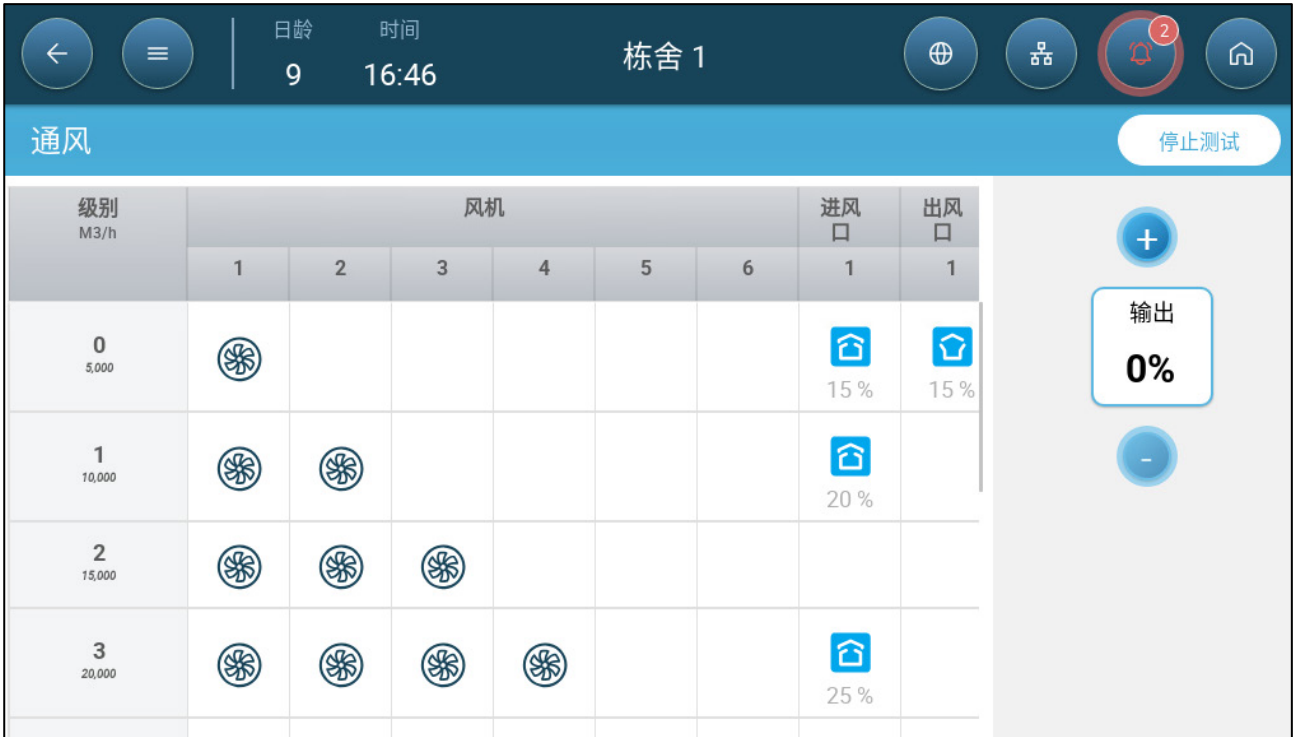 日龄 时间
9 16:46 栋舍 1 2
通风 停止测试
级别 风机 进风口 出风口
M3/h
1 2 3 4 5 6 1 1
+
输出
0%
-
0
5,000
15 % 15 %
1
10,000
20 %
2
15,000
3
20,000
25 %